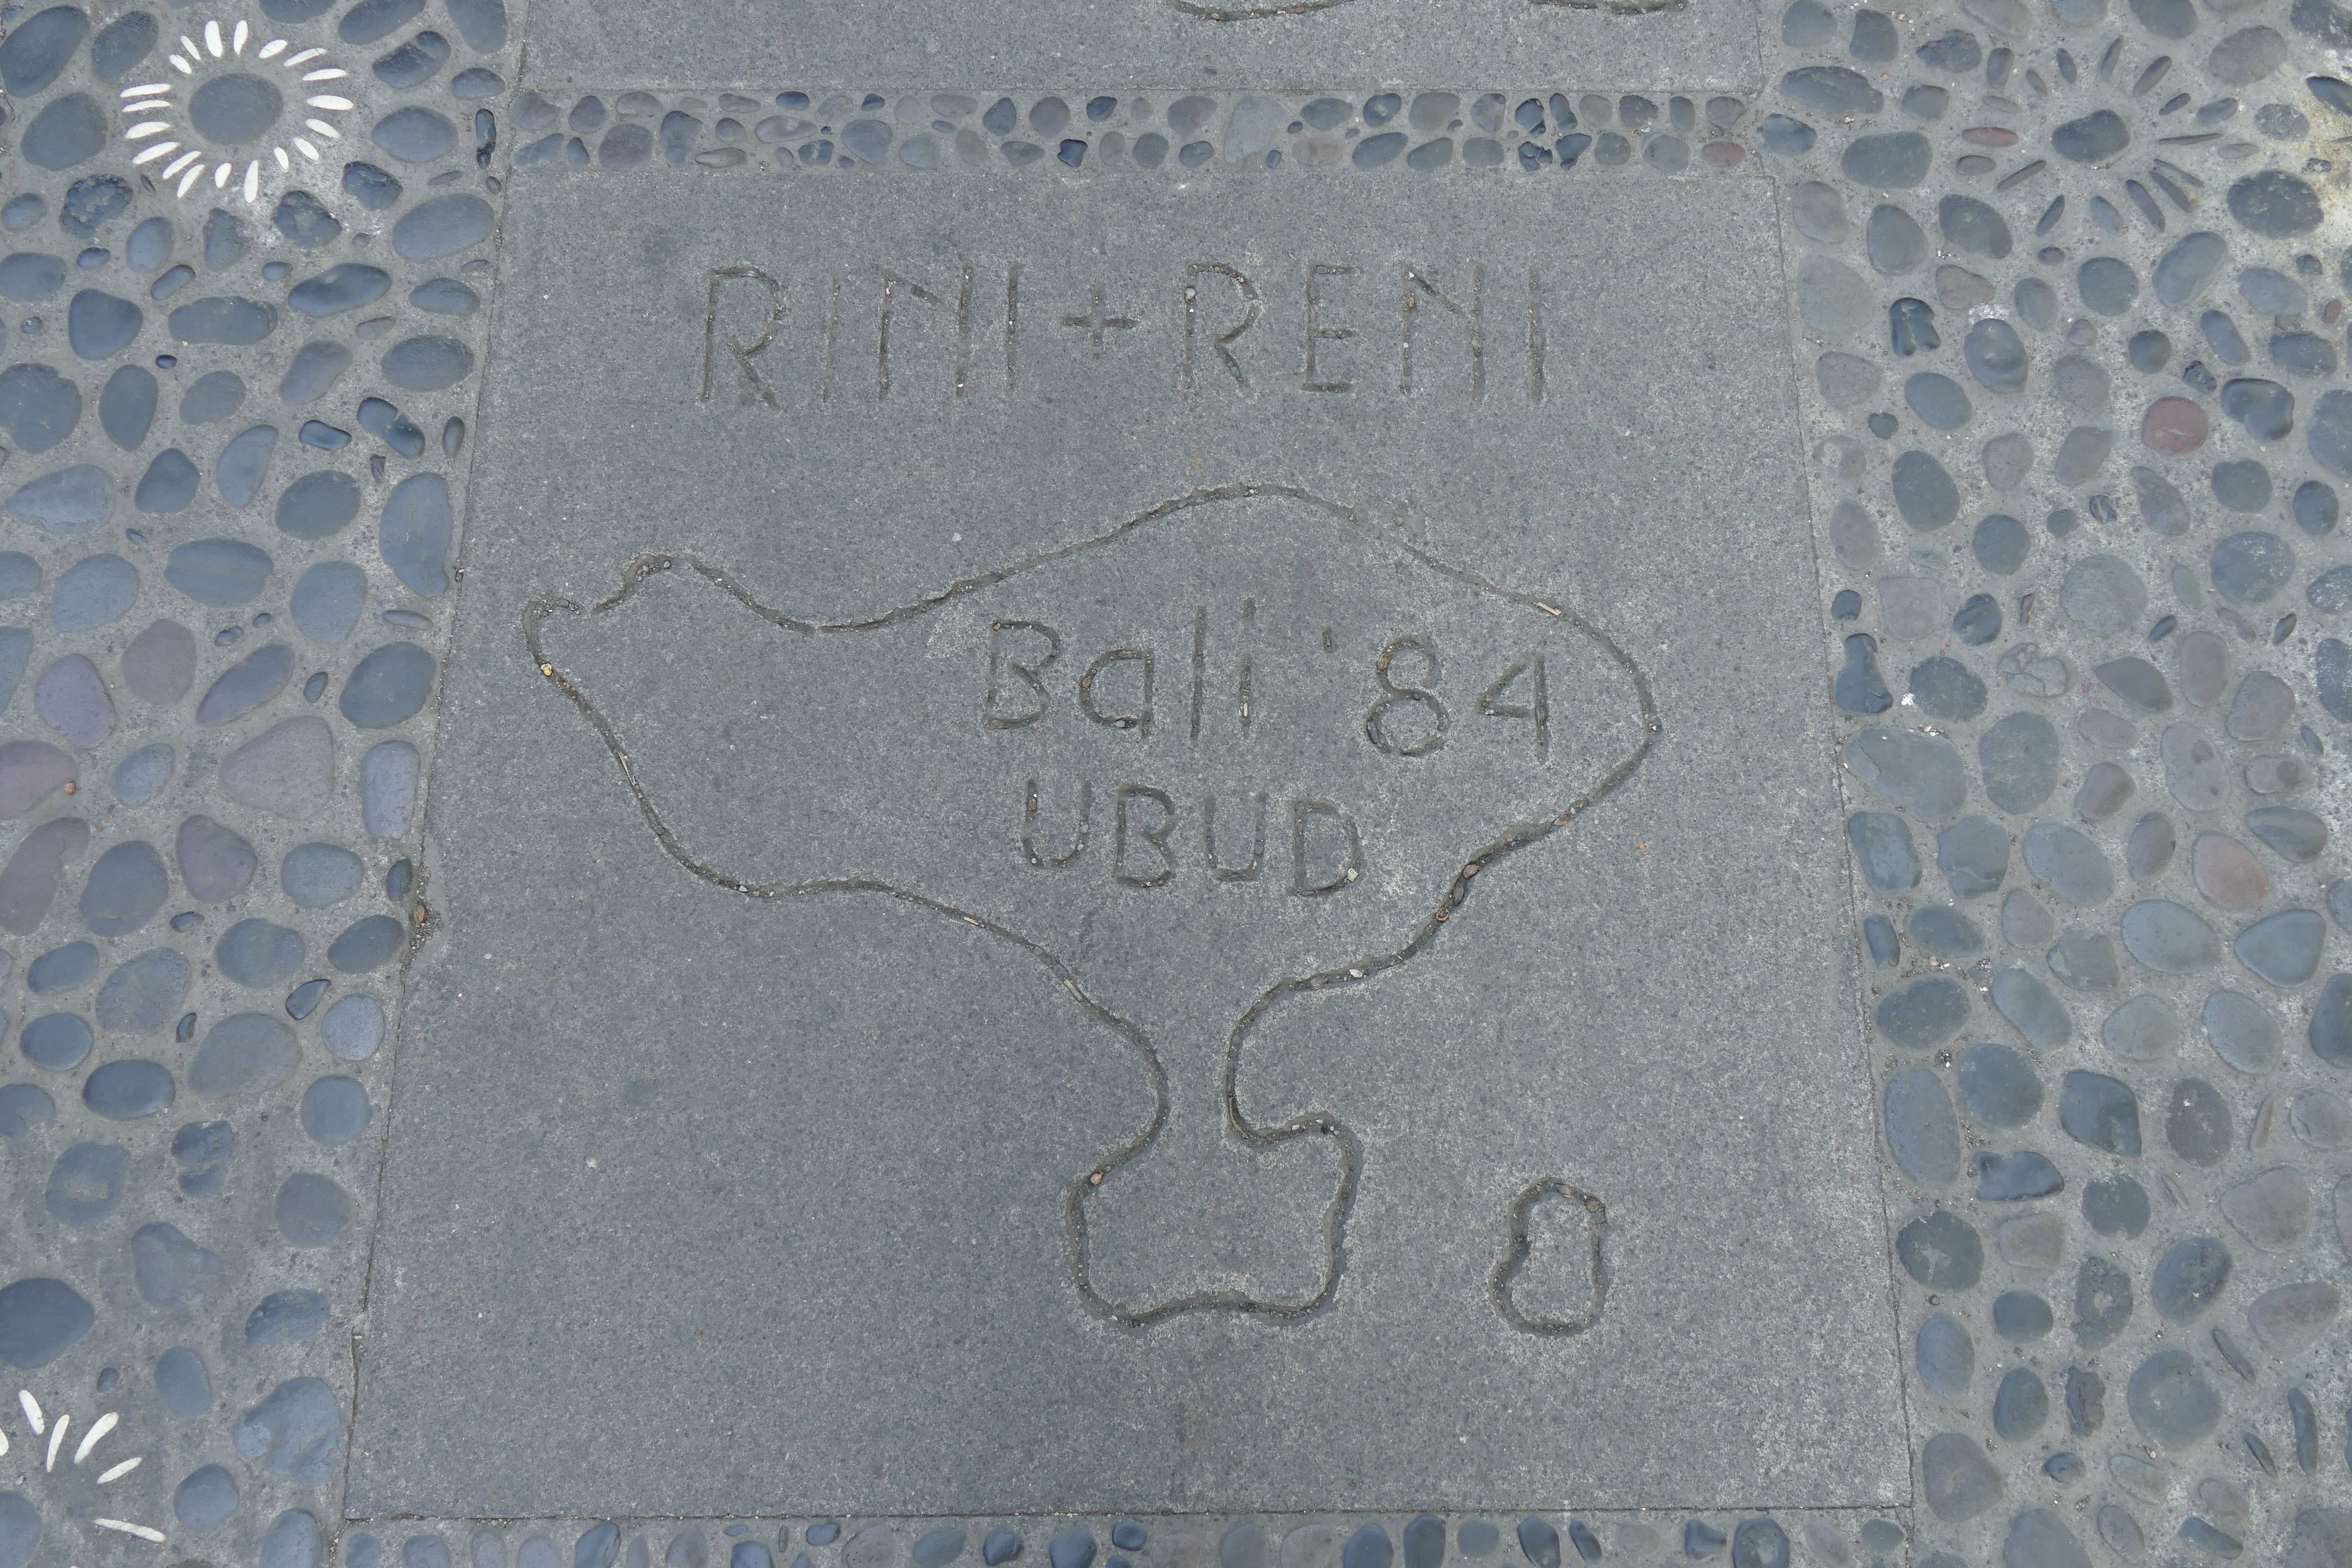 RINI + RENI
Bali '84
UBUD